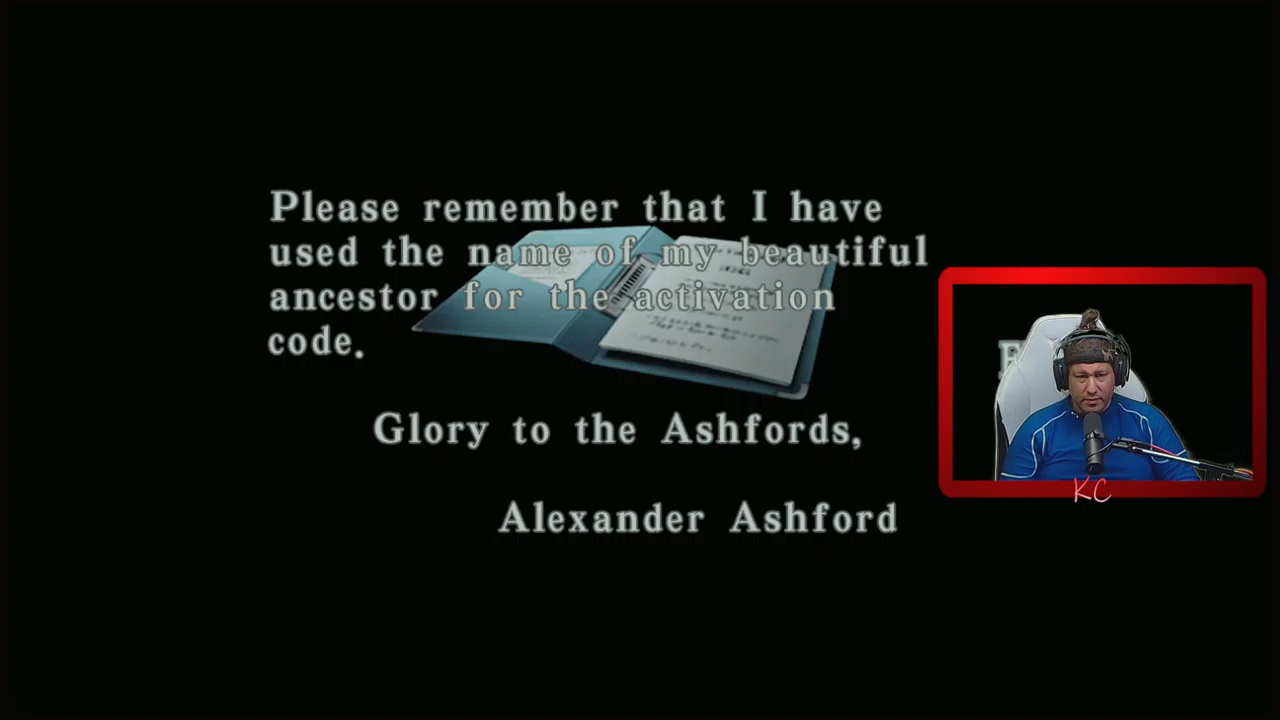 Please remember that I have
used the name of my beautiful
ancestor for the activation
code.
Glory to the Ashfords,
Alexander Ashford
KC